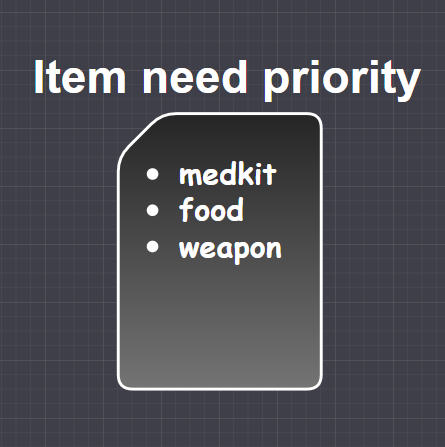 Item need priority
• medkit
• food
• weapon